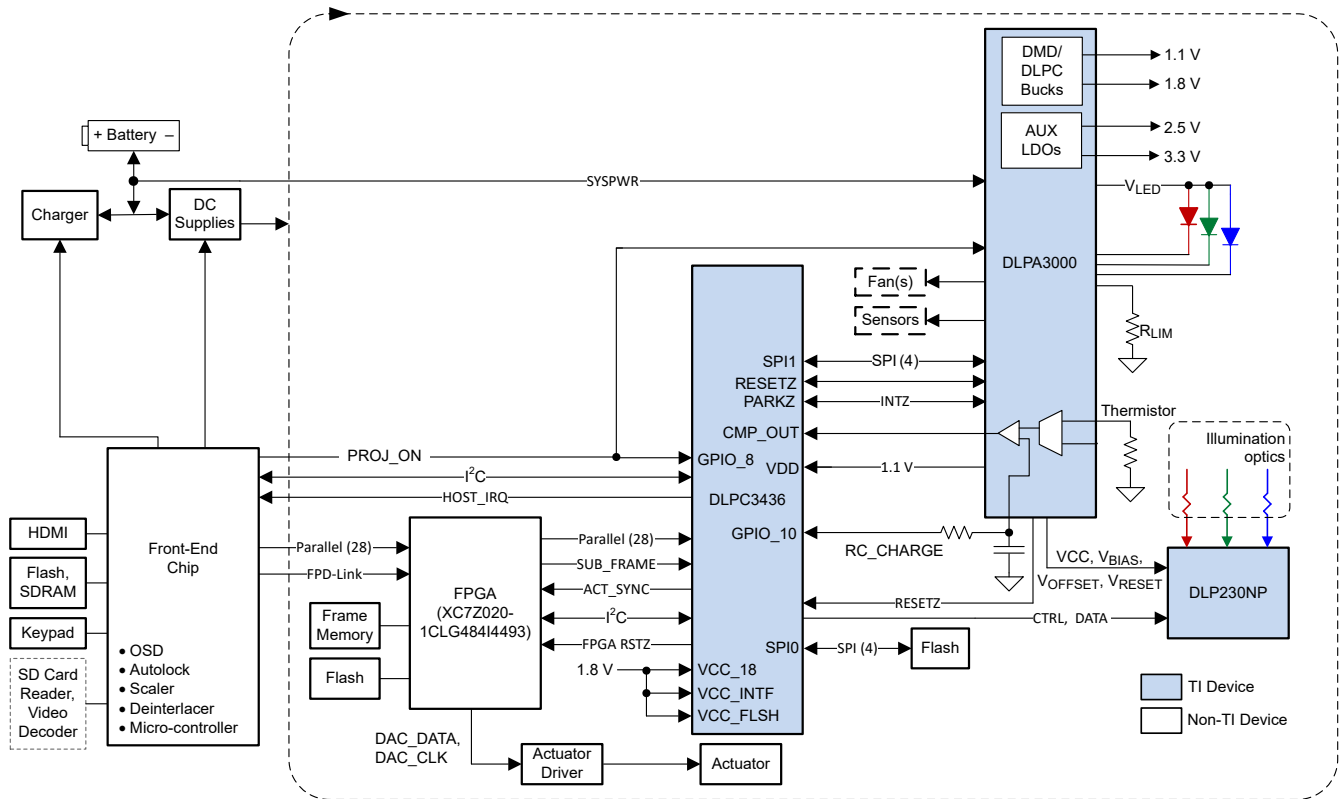 DMD/
DLPC
Bucks
1.1 V
1.8 V
AUX
LDOs
2.5 V
3.3 V
+ Battery –
SYSPWR
VLED
Charger
DC
Supplies
DLPA3000
Fan(s)
Sensors
RLIM
SPI1
SPI (4)
RESETZ
PARKZ
INTZ
CMP_OUT
Thermistor
Illumination
optics
PROJ_ON
GPIO_8
VDD
1.1 V
I2C
HOST_IRQ
DLPC3436
HDMI
Flash,
SDRAM
Keypad
SD Card
Reader,
Video
Decoder
Front-End
Chip
• OSD
• Autolock
• Scaler
• Deinterlacer
• Micro-controller
Parallel (28)
FPD-Link
Frame
Memory
Flash
FPGA
(XC7Z020-
1CLG484I4493)
Parallel (28)
SUB_FRAME
ACT_SYNC
I2C
FPGA RSTZ
1.8 V
GPIO_10
RC_CHARGE
VCC, VBIAS,
VOFFSET, VRESET
DLP230NP
RESETZ
CTRL, DATA
SPI0
SPI (4)
Flash
VCC_18
VCC_INTF
VCC_FLSH
DAC_DATA,
DAC_CLK
Actuator
Driver
Actuator
TI Device
Non-TI Device